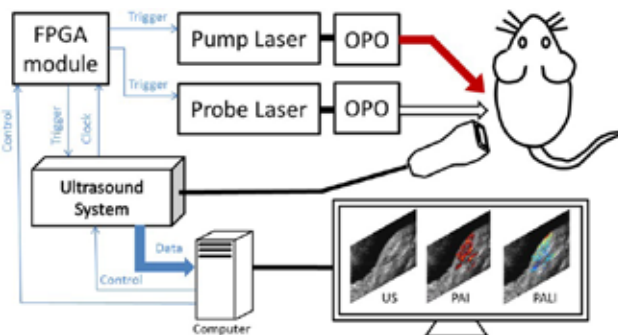 FPGA
module
Trigger
Pump Laser
OPO
Trigger
Probe Laser
OPO
Control
Trigger
Clock
Ultrasound
System
Data
Control
Computer
US
PAI
PALI